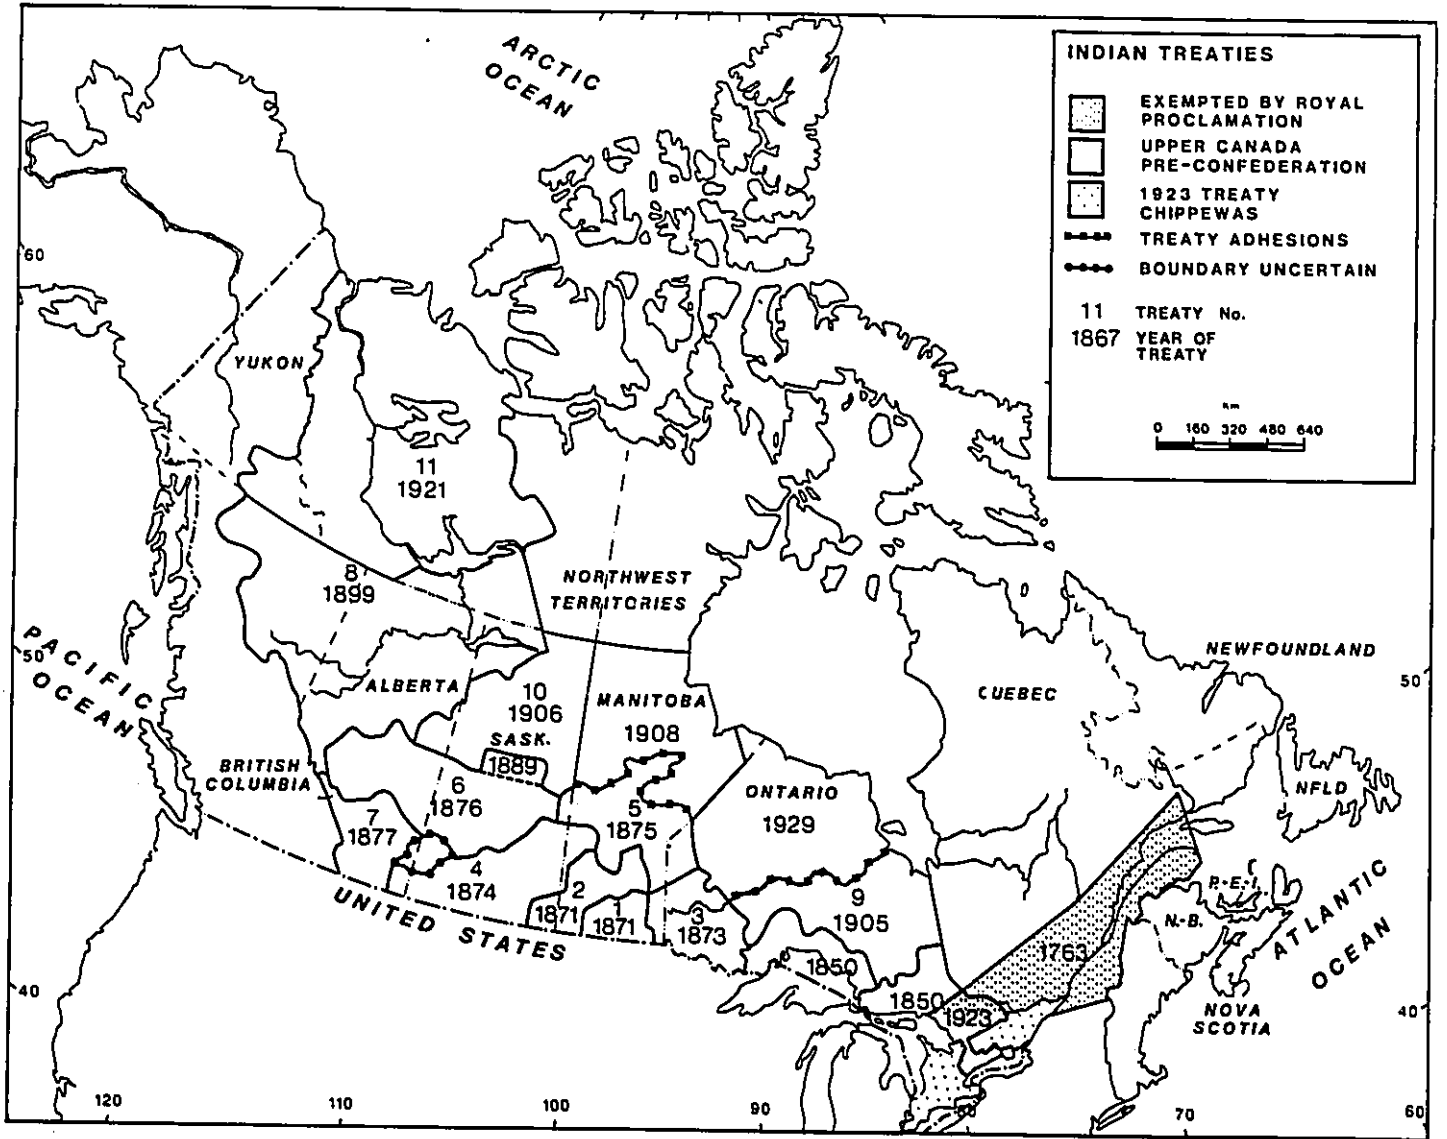 ARCTIC
OCEAN
INDIAN TREATIES
EXEMPTED BY ROYAL
PROCLAMATION
UPPER CANADA
PRE-CONFEDERATION
1923 TREATY
CHIPPEWAS
TREATY ADHESIONS
BOUNDARY UNCERTAIN
11 TREATY No.
1867 YEAR OF
TREATY
Km
0 160 320 480 640
60
YUKON
11
1921
8
1899
NORTHWEST
TERRITORIES
PACIFIC
OCEAN
50
NEWFOUNDLAND
50
ALBERTA
10
1906
SASK.
1889
MANITOBA
1908
CUEBEC
BRITISH
COLUMBIA
6
1876
7
1877
5
1875
ONTARIO
1929
NFLD
4
1874
2
1871
1
1871
3
1873
9
1905
P.-E.-I.
N.-B.
UNITED STATES
1763
ATLANTIC
OCEAN
1850
1850
1923
NOVA
SCOTIA
40
40
120
110
100
90
80
70
60